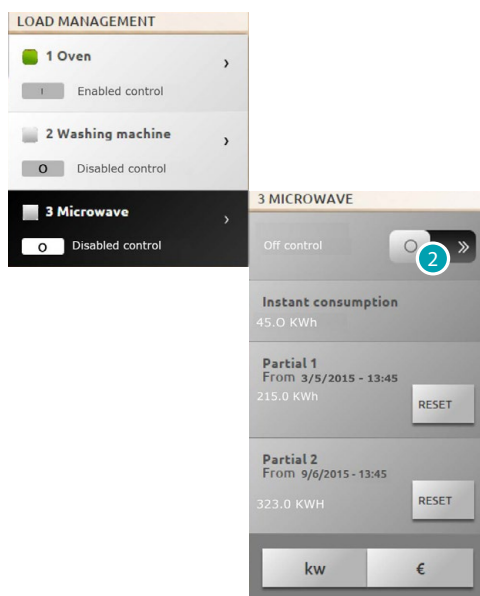 LOAD MANAGEMENT
1 Oven
I
Enabled control
2 Washing machine
O
Disabled control
3 Microwave
O
Disabled control
3 MICROWAVE
Off control
O
2
Instant consumption
45.O KWh
Partial 1
From 3/5/2015 - 13:45
215.0 KWh
RESET
Partial 2
From 9/6/2015 - 13:45
323.0 KWH
RESET
kw
€